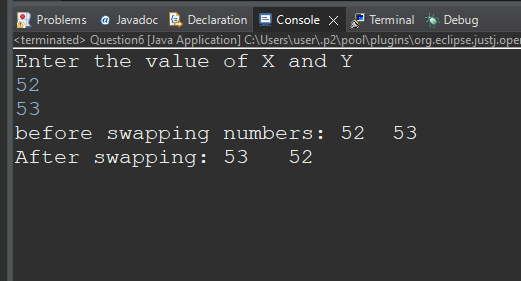 Problems Javadoc Declaration Console Terminal Debug
<terminated> Question6 [Java Application] C:\Users\user\.p2\pool\plugins\org.eclipse.justj.ope
Enter the value of X and Y
52
53
before swapping numbers: 52  53
After swapping: 53   52